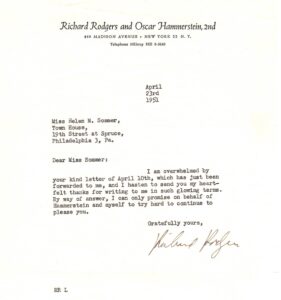 Richard Rodgers and Oscar Hammerstein, 2nd
MADISON AVENUE • NEW YORK 22 N. Y.
Telephone
April
23rd
1951
Miss Helen M. Sommer,
Town House,
19th Street at Spruce,
Philadelphia 3, Pa.
Dear Miss Sommer:
I am overwhelmed by
your kind letter of April 10th, which has just been
forwarded to me, and I hasten to send you my heart-
felt thanks for writing to me in such glowing terms.
By way of answer, I can only promise on behalf of
Hammerstein and myself to try hard to continue to
please you.
Gratefully yours,
Richard Rodgers
RR L